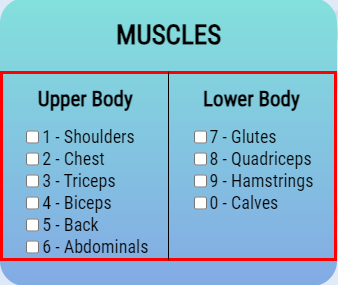 MUSCLES
Upper Body
1 - Shoulders
2 - Chest
3 - Triceps
4 - Biceps
5 - Back
6 - Abdominals
Lower Body
7 - Glutes
8 - Quadriceps
9 - Hamstrings
0 - Calves